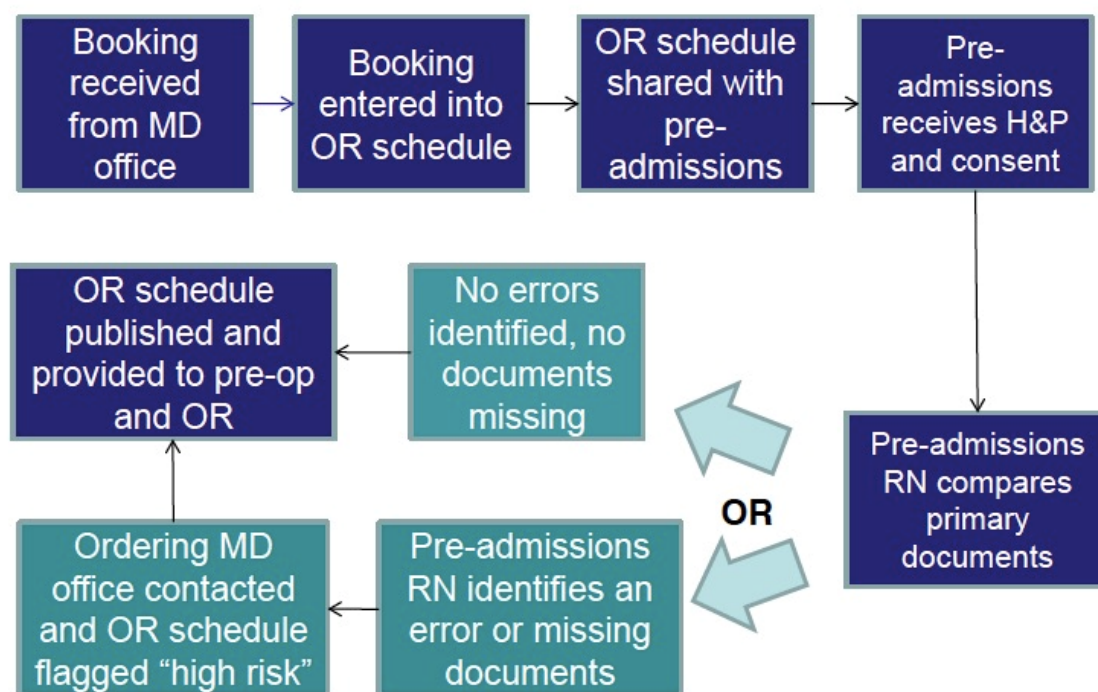 Booking
received
from MD
office
Booking
entered into
OR schedule
OR schedule
shared with
pre-
admissions
Pre-
admissions
receives H&P
and consent
Pre-admissions
RN compares
primary
documents
OR
No errors
identified, no
documents
missing
OR schedule
published and
provided to pre-op
and OR
Pre-admissions
RN identifies an
error or missing
documents
Ordering MD
office contacted
and OR schedule
flagged “high risk”